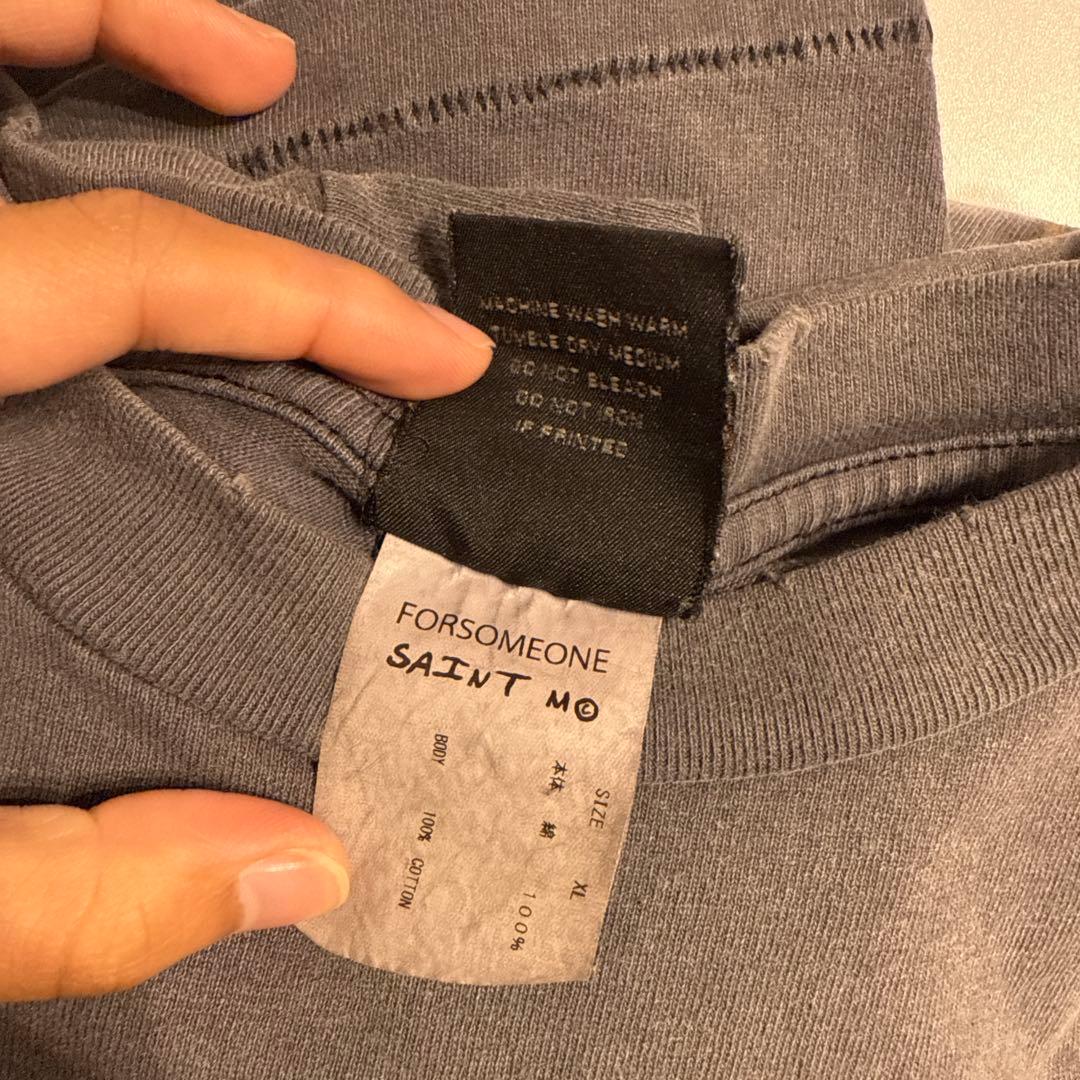 MACHINE WASH WARM
TUMBLE DRY MEDIUM
DO NOT BLEACH
DO NOT IRON
IF PRINTED
FORSOMEONE
SAINT M©
SIZE XL
本体 綿 100%
BODY 100% COTTON